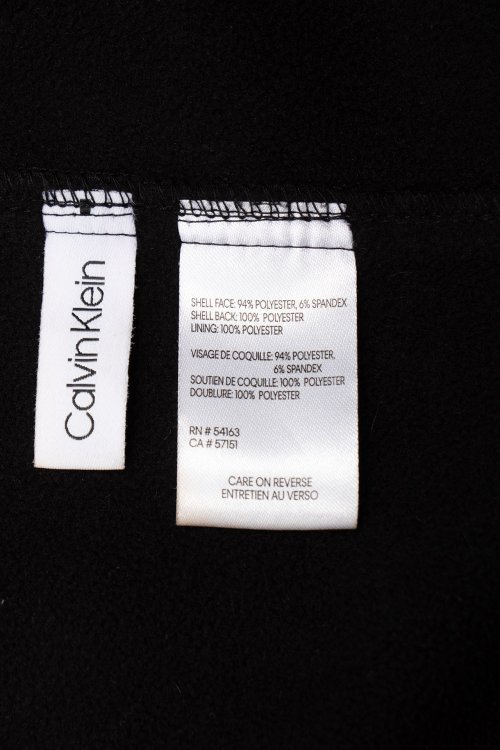 Calvin Klein
SHELL FACE: 94% POLYESTER, 6% SPANDEX
SHELL BACK: 100% POLYESTER
LINING: 100% POLYESTER
VISAGE DE COQUILLE: 94% POLYESTER,
6% SPANDEX
SOUTIEN DE COQUILLE: 100% POLYESTER
DOUBLURE: 100% POLYESTER
RN # 54163
CA # 57151
CARE ON REVERSE
ENTRETIEN AU VERSO